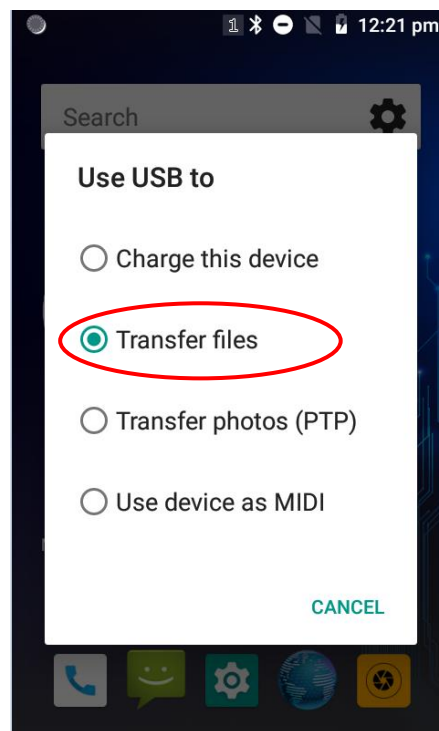 1 12:21 pm
Search
Use USB to
Charge this device
Transfer files
Transfer photos (PTP)
Use device as MIDI
CANCEL